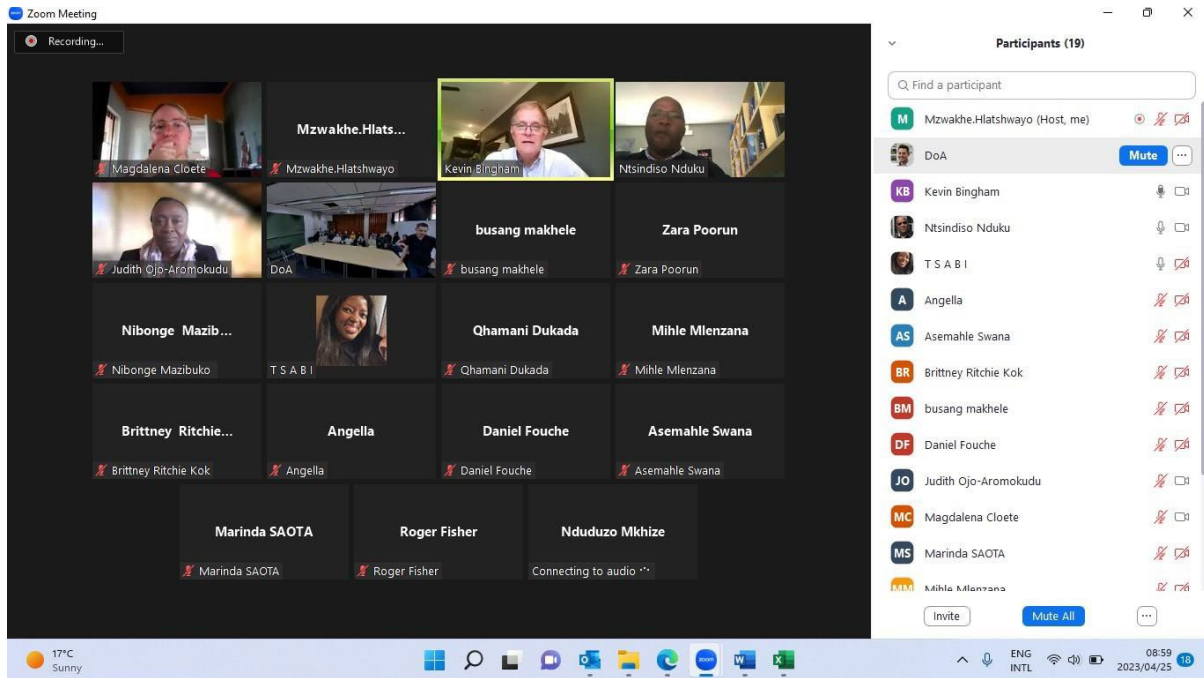 Zoom Meeting
Recording...
Participants (19)
Find a participant
Mzwakhe.Hlatshwayo (Host, me)
DoA
Mute
Kevin Bingham
Ntsindiso Nduku
T S A B I
A
Angella
AS
Asemahle Swana
BR
Brittney Ritchie Kok
BM
busang makhele
DF
Daniel Fouche
JO
Judith Ojo-Aromokudu
MC
Magdalena Cloete
MS
Marinda SAOTA
MM
Mihle Mlenzana
Invite
Mute All
M
KB
Magdalena Cloete
Mzwakhe.Hlats...
Mzwakhe.Hlatshwayo
Kevin Bingham
Ntsindiso Nduku
Judith Ojo-Aromokudu
DoA
busang makhele
busang makhele
Zara Poorun
Zara Poorun
Nibonge Mazib...
Nibonge Mazibuko
T S A B I
Qhamani Dukada
Qhamani Dukada
Mihle Mlenzana
Mihle Mlenzana
Brittney Ritchie...
Brittney Ritchie Kok
Angella
Angella
Daniel Fouche
Daniel Fouche
Asemahle Swana
Asemahle Swana
Marinda SAOTA
Marinda SAOTA
Roger Fisher
Roger Fisher
Nduduzo Mkhize
Connecting to audio
17°C
Sunny
zoom
ENG
INTL
08:59
2023/04/25
18